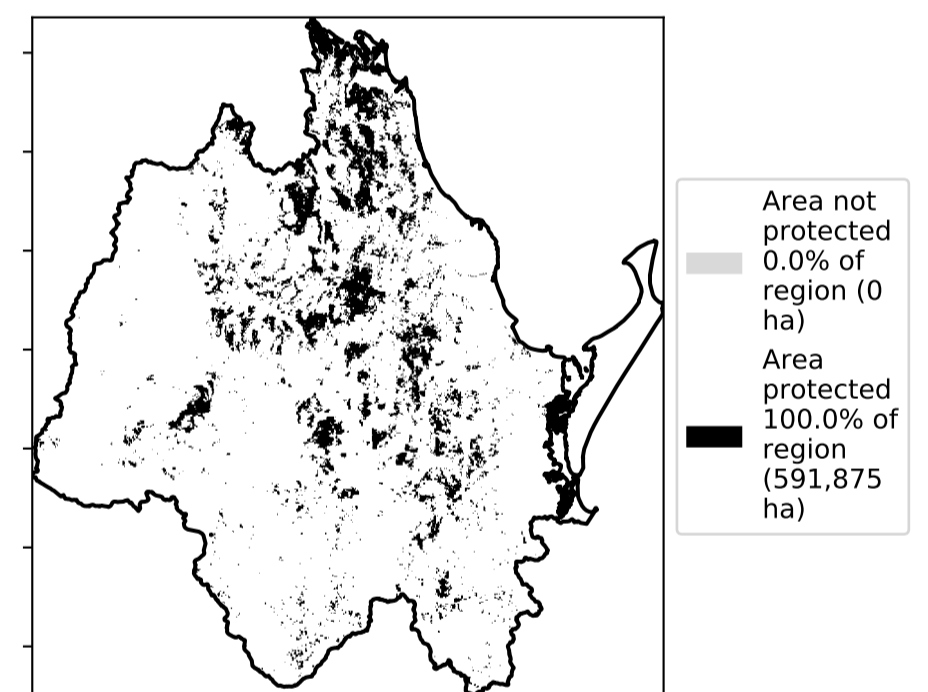 Area not
protected
0.0% of
region (0
ha)
Area
protected
100.0% of
region
(591,875
ha)